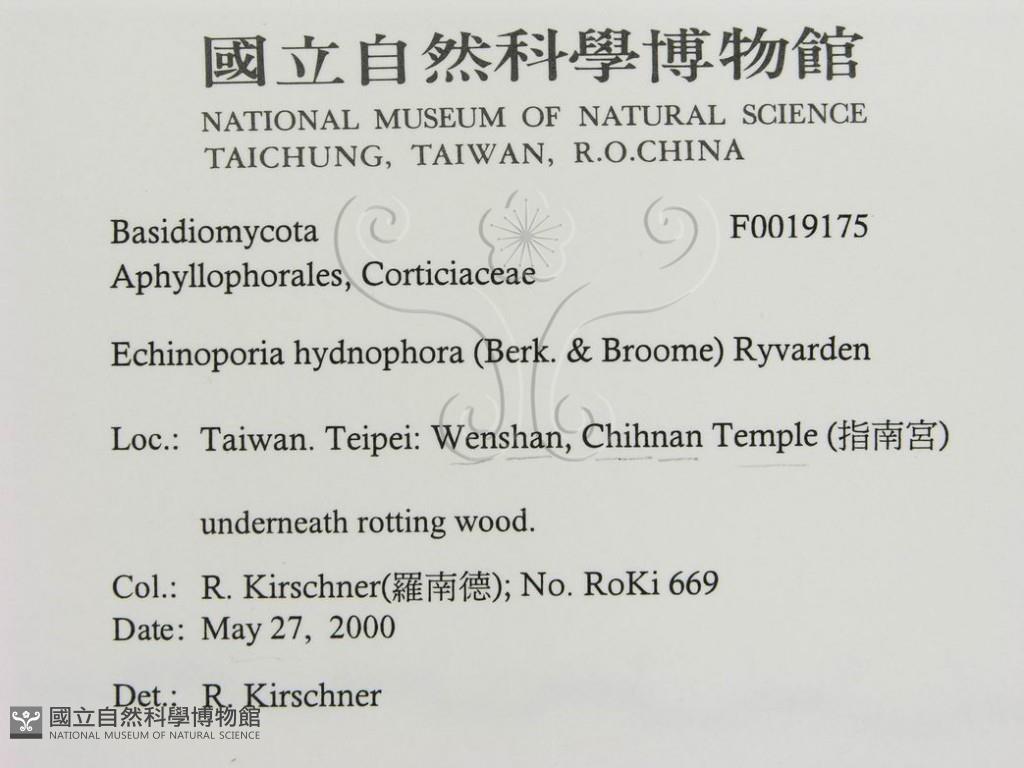 國立自然科學博物館
NATIONAL MUSEUM OF NATURAL SCIENCE
TAICHUNG, TAIWAN, R.O.CHINA
Basidiomycota F0019175
Aphyllophorales, Corticiaceae
Echinoporia hydnophora (Berk. & Broome) Ryvarden
Loc.: Taiwan. Teipei: Wenshan, Chihnan Temple (指南宮)
underneath rotting wood.
Col.: R. Kirschner(羅南德); No. RoKi 669
Date: May 27, 2000
Det.: R. Kirschner
國立自然科學博物館
NATIONAL MUSEUM OF NATURAL SCIENCE